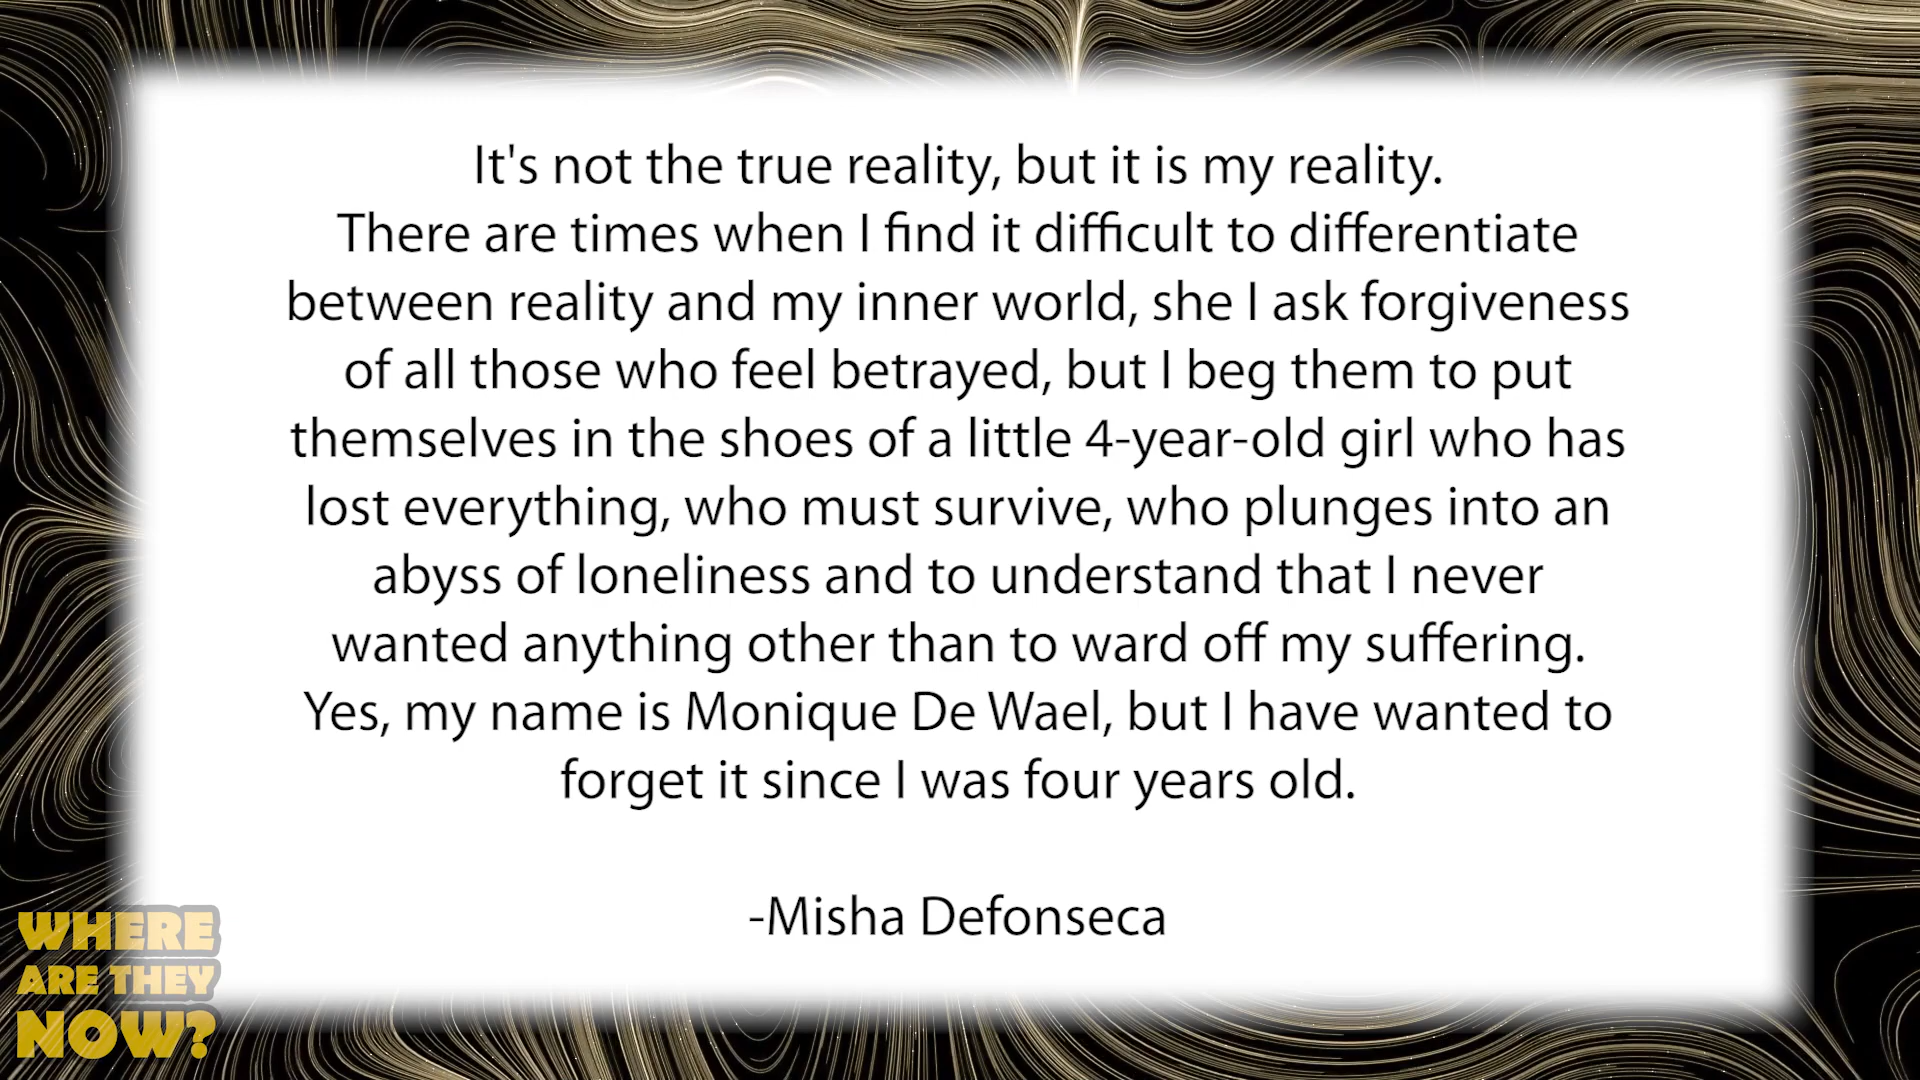 It's not the true reality, but it is my reality.
There are times when I find it difficult to differentiate
between reality and my inner world, she I ask forgiveness
of all those who feel betrayed, but I beg them to put
themselves in the shoes of a little 4-year-old girl who has
lost everything, who must survive, who plunges into an
abyss of loneliness and to understand that I never
wanted anything other than to ward off my suffering.
Yes, my name is Monique De Wael, but I have wanted to
forget it since I was four years old.
-Misha Defonseca
WHERE
ARE THEY
NOW?